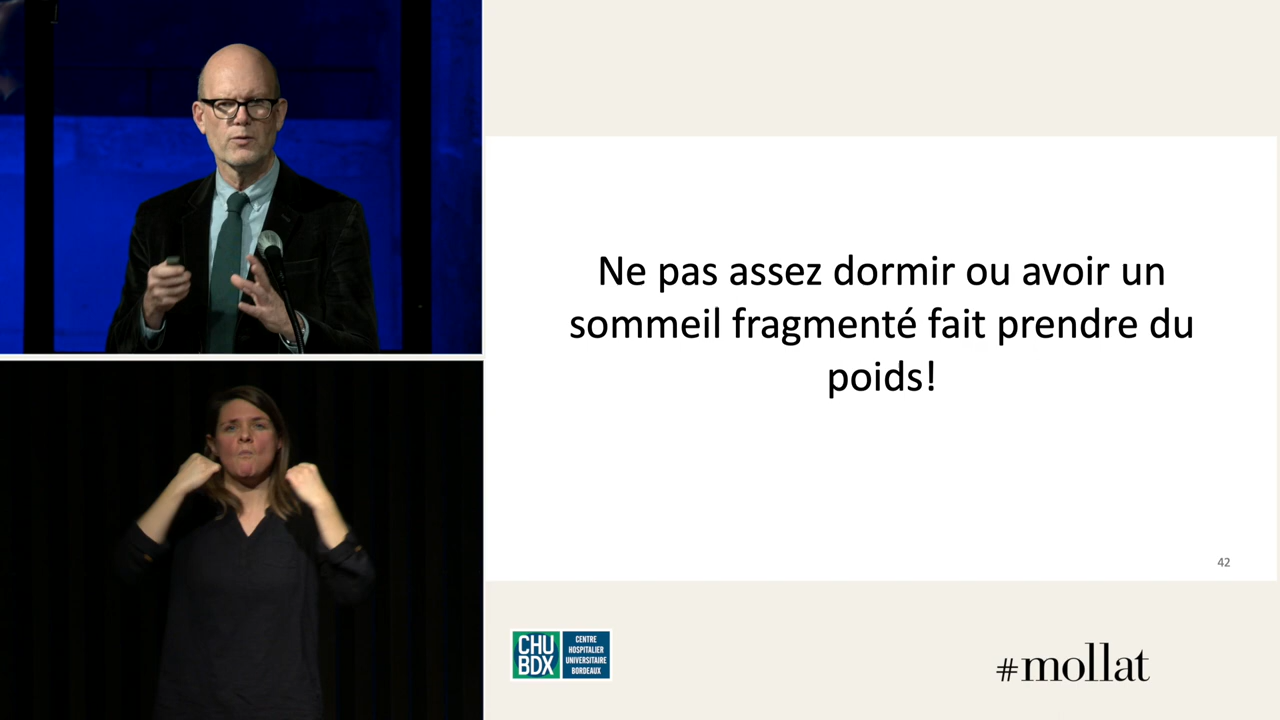 Ne pas assez dormir ou avoir un
sommeil fragmenté fait prendre du
poids!
42
CHU
BDX
CENTRE
HOSPITALIER
UNIVERSITAIRE
BORDEAUX
#mollat